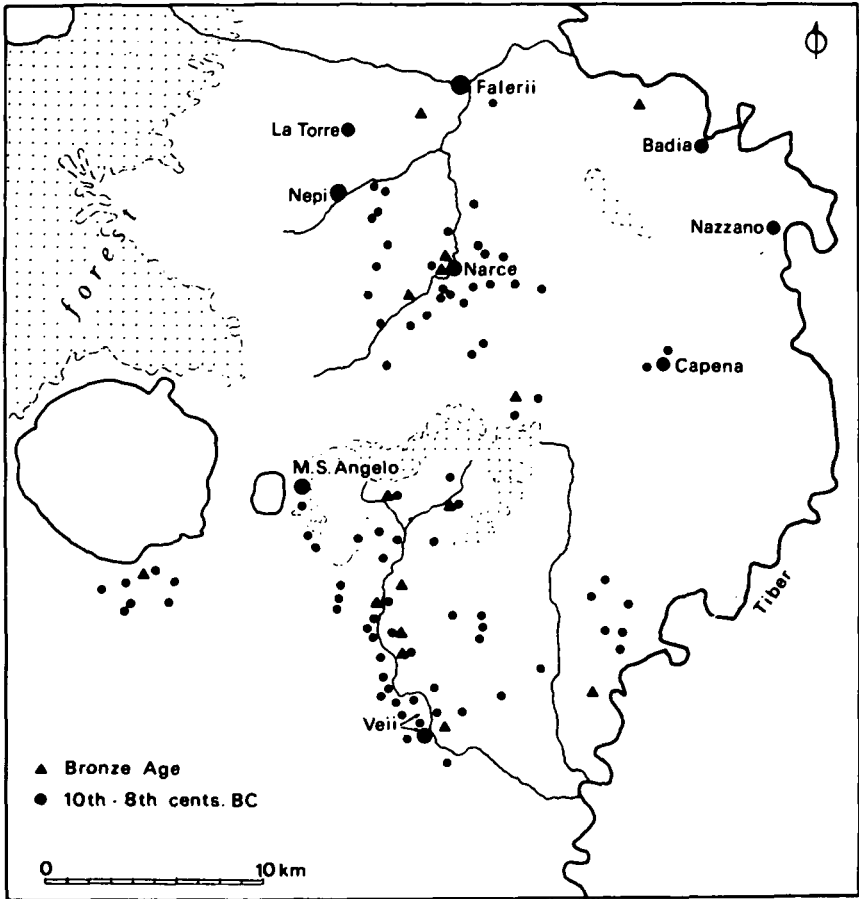 Falerii
La Torre
Badia
Nepi
Nazzano
forest
Narce
Capena
M.S. Angelo
Tiber
Veii
Bronze Age
10th - 8th cents. BC
0 10 km